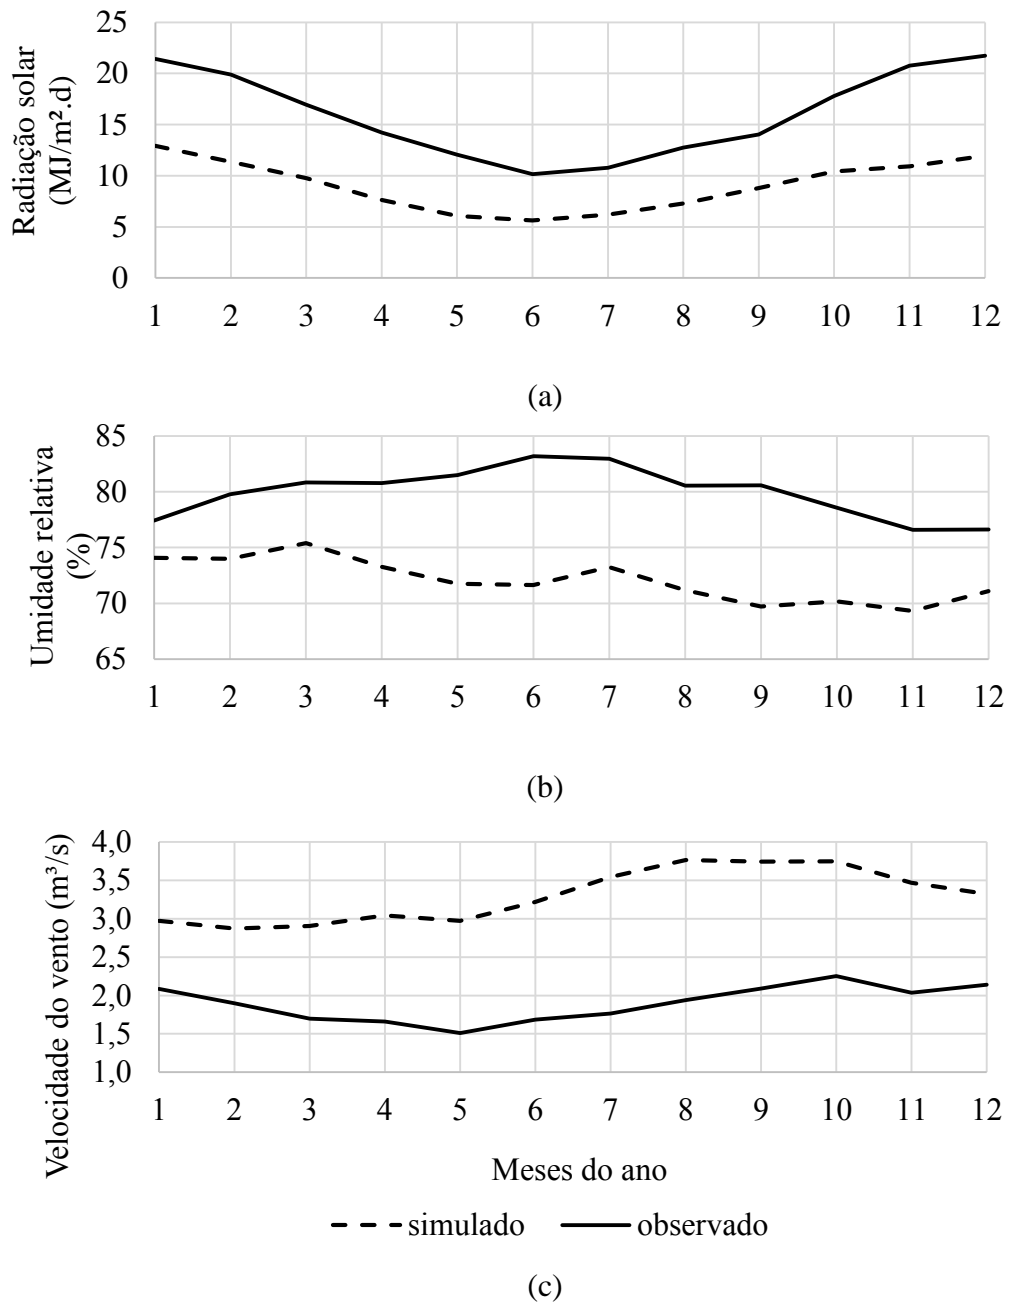 Radiação solar
(MJ/m².d)
25
20
15
10
5
0
1 2 3 4 5 6 7 8 9 10 11 12
(a)
Umidade relativa
(%)
85
80
75
70
65
1 2 3 4 5 6 7 8 9 10 11 12
(b)
Velocidade do vento (m³/s)
4,0
3,5
3,0
2,5
2,0
1,5
1,0
1 2 3 4 5 6 7 8 9 10 11 12
Meses do ano
simulado observado
(c)